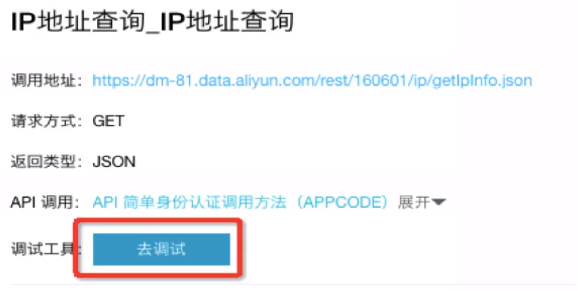 IP地址查询_IP地址查询
调用地址： https://dm-81.data.aliyun.com/rest/160601/ip/getIpInfo.json
请求方式： GET
返回类型： JSON
API 调用： API 简单身份认证调用方法（APPCODE） 展开
调试工具： 去调试